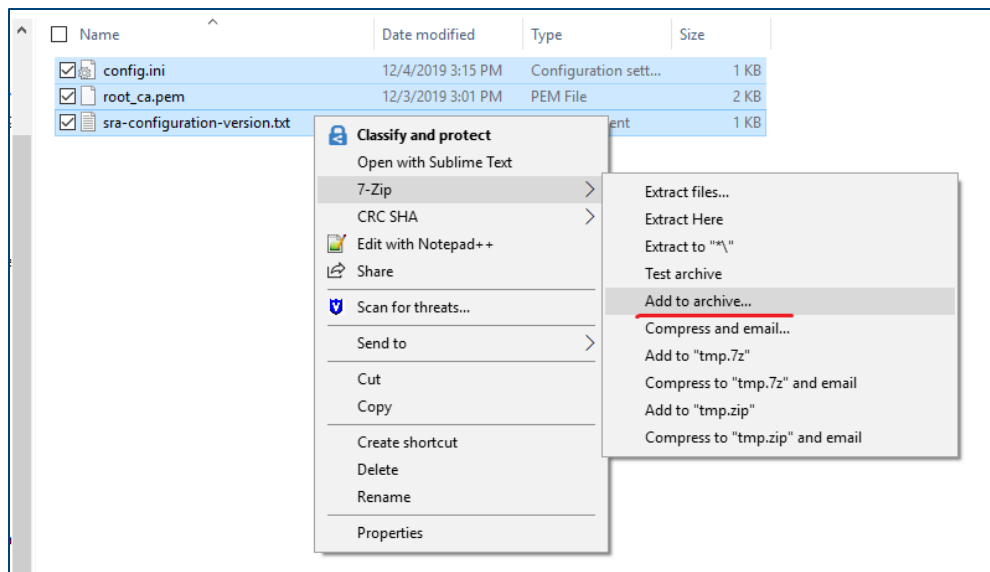 Name Date modified Type Size
config.ini 12/4/2019 3:15 PM Configuration sett... 1 KB
root_ca.pem 12/3/2019 3:01 PM PEM File 2 KB
sra-configuration-version.txt ent 1 KB
Classify and protect
Open with Sublime Text
7-Zip
CRC SHA
Edit with Notepad++
Share
Scan for threats...
Send to
Cut
Copy
Create shortcut
Delete
Rename
Properties
Extract files...
Extract Here
Extract to "*\"
Test archive
Add to archive...
Compress and email...
Add to "tmp.7z"
Compress to "tmp.7z" and email
Add to "tmp.zip"
Compress to "tmp.zip" and email